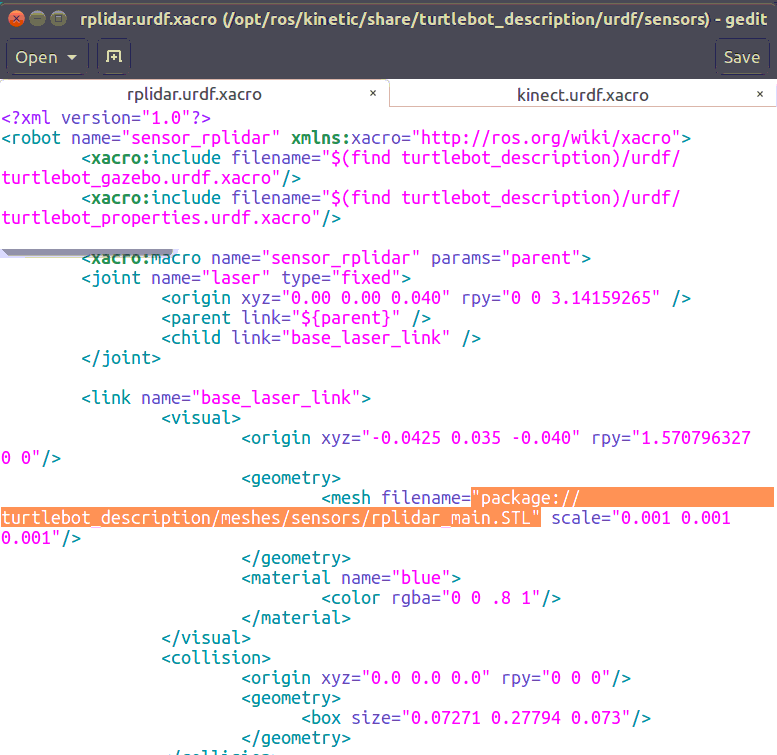 rplidar.urdf.xacro (/opt/ros/kinetic/share/turtlebot_description/urdf/sensors) - gedit
Open Save
rplidar.urdf.xacro × kinect.urdf.xacro ×
<?xml version="1.0"?>
<robot name="sensor_rplidar" xmlns:xacro="http://ros.org/wiki/xacro">
        <xacro:include filename="$(find turtlebot_description)/urdf/
turtlebot_gazebo.urdf.xacro"/>
        <xacro:include filename="$(find turtlebot_description)/urdf/
turtlebot_properties.urdf.xacro"/>
        <xacro:macro name="sensor_rplidar" params="parent">
        <joint name="laser" type="fixed">
                <origin xyz="0.00 0.00 0.040" rpy="0 0 3.14159265" />
                <parent link="${parent}" />
                <child link="base_laser_link" />
        </joint>
        <link name="base_laser_link">
                <visual>
                        <origin xyz="-0.0425 0.035 -0.040" rpy="1.570796327
0 0"/>
                        <geometry>
                                <mesh filename="package://
turtlebot_description/meshes/sensors/rplidar_main.STL" scale="0.001 0.001
0.001"/>
                        </geometry>
                        <material name="blue">
                                <color rgba="0 0 .8 1"/>
                        </material>
                </visual>
                <collision>
                        <origin xyz="0.0 0.0 0.0" rpy="0 0 0"/>
                        <geometry>
                              <box size="0.07271 0.27794 0.073"/>
                        </geometry>
                </collision>